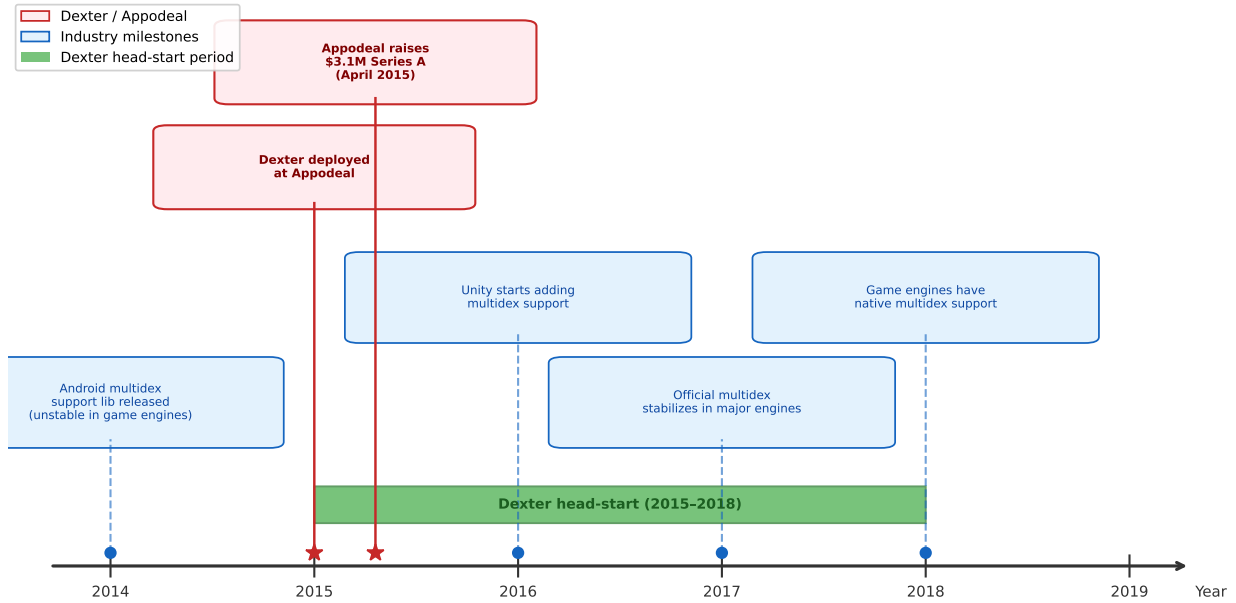 Dexter / Appodeal
Industry milestones
Dexter head-start period
Appodeal raises
$3.1M Series A
(April 2015)
Dexter deployed
at Appodeal
Unity starts adding
multidex support
Game engines have
native multidex support
Android multidex
support lib released
(unstable in game engines)
Official multidex
stabilizes in major engines
Dexter head-start (2015–2018)
2014
2015
2016
2017
2018
2019
Year